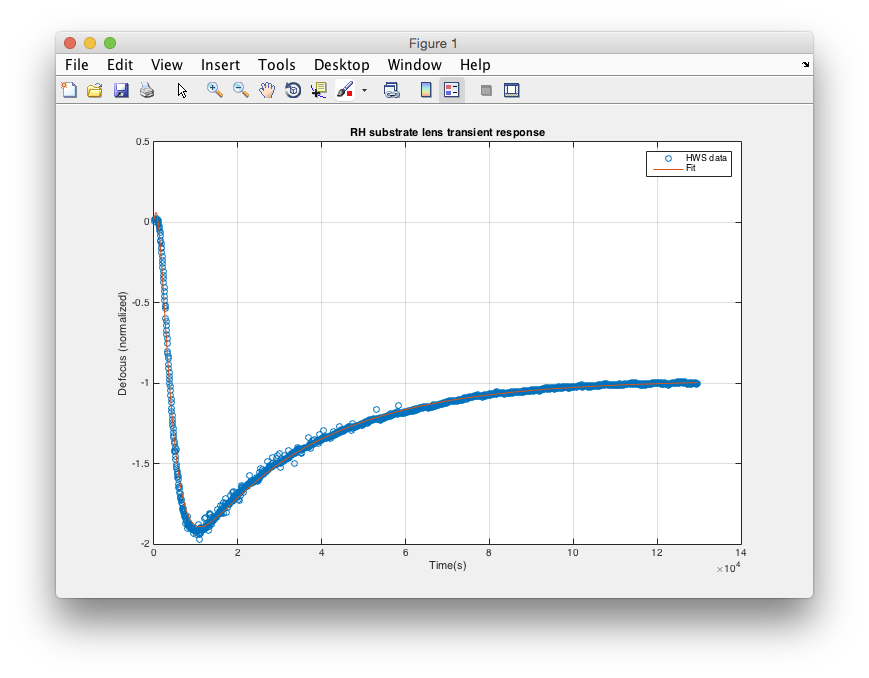 Figure 1
File Edit View Insert Tools Desktop Window Help
RH substrate lens transient response
HWS data
Fit
0.5
0
-0.5
-1
-1.5
-2
Defocus (normalized)
0 2 4 6 8 10 12 14
Time(s)
×10⁴